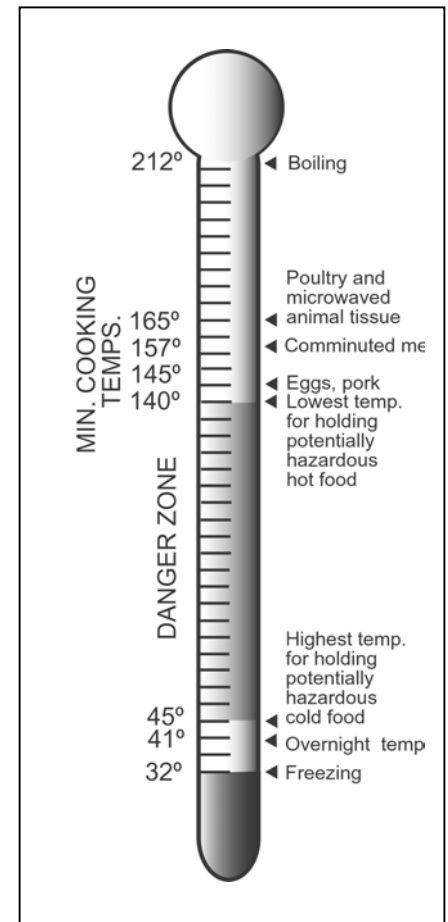 212º
Boiling
Poultry and
microwaved
animal tissue
165º
157º
Comminuted me
145º
Eggs, pork
140º
Lowest temp.
for holding
potentially
hazardous
hot food
MIN. COOKING
TEMPS.
DANGER ZONE
Highest temp.
for holding
potentially
hazardous
cold food
45º
41º
Overnight temp
32º
Freezing